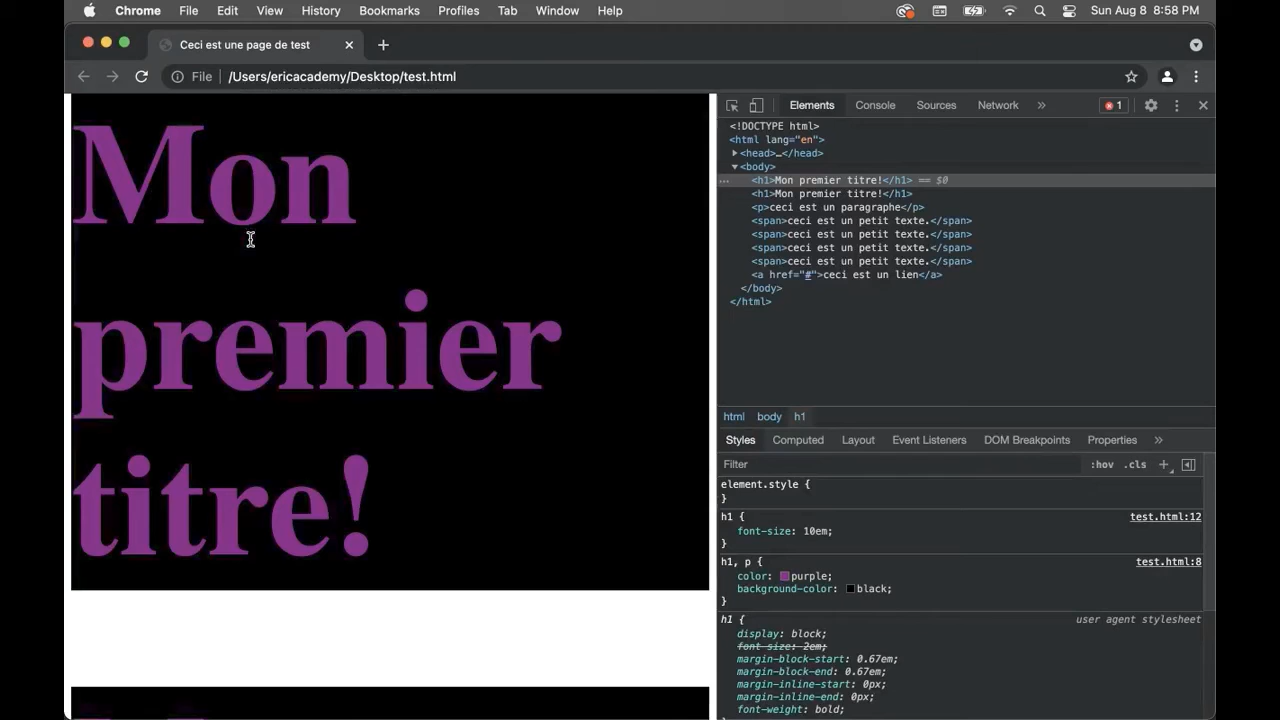 Chrome File Edit View History Bookmarks Profiles Tab Window Help Sun Aug 8 8:58 PM
Ceci est une page de test
File /Users/ericacademy/Desktop/test.html
Mon
premier
titre!
Elements Console Sources Network » 1
<!DOCTYPE html>
<html lang="en">
<head>…</head>
<body>
… <h1>Mon premier titre!</h1> == $0
<h1>Mon premier titre!</h1>
<p>ceci est un paragraphe</p>
<span>ceci est un petit texte.</span>
<span>ceci est un petit texte.</span>
<span>ceci est un petit texte.</span>
<span>ceci est un petit texte.</span>
<a href="#">ceci est un lien</a>
</body>
</html>
html body h1
Styles Computed Layout Event Listeners DOM Breakpoints Properties »
Filter :hov .cls +
element.style {
}
h1 { test.html:12
font-size: 10em;
}
h1, p { test.html:8
color: purple;
background-color: black;
}
h1 { user agent stylesheet
display: block;
font-size: 2em;
margin-block-start: 0.67em;
margin-block-end: 0.67em;
margin-inline-start: 0px;
margin-inline-end: 0px;
font-weight: bold;